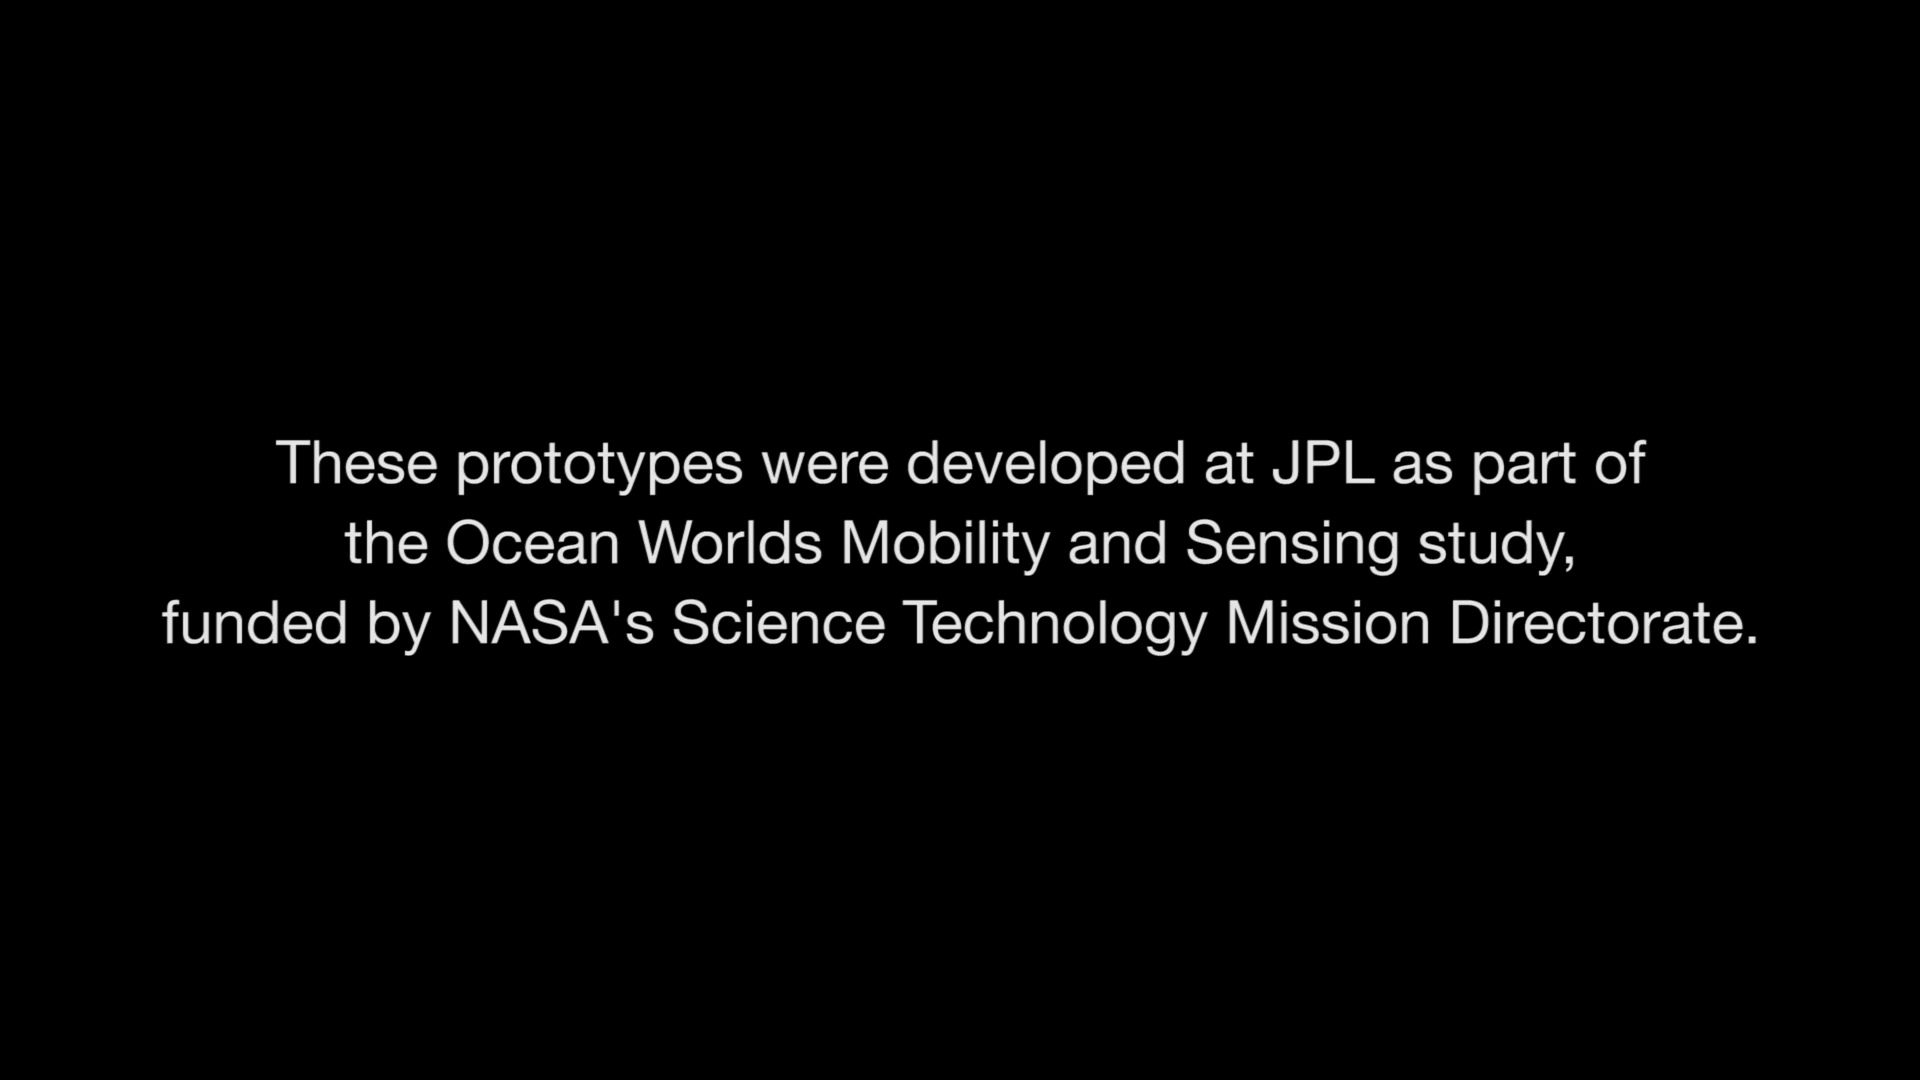 These prototypes were developed at JPL as part of
the Ocean Worlds Mobility and Sensing study,
funded by NASA's Science Technology Mission Directorate.